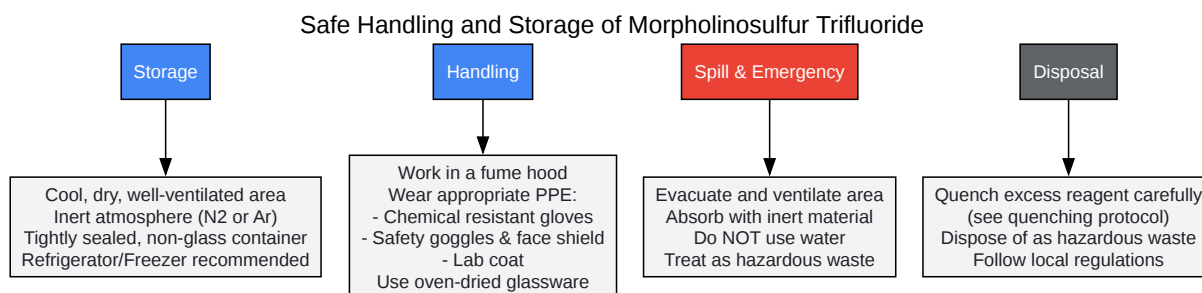 Safe Handling and Storage of Morpholinosulfur Trifluoride
Storage
Handling
Spill & Emergency
Disposal
Cool, dry, well-ventilated area
Inert atmosphere (N2 or Ar)
Tightly sealed, non-glass container
Refrigerator/Freezer recommended
Work in a fume hood
Wear appropriate PPE:
- Chemical resistant gloves
- Safety goggles & face shield
- Lab coat
Use oven-dried glassware
Evacuate and ventilate area
Absorb with inert material
Do NOT use water
Treat as hazardous waste
Quench excess reagent carefully
(see quenching protocol)
Dispose of as hazardous waste
Follow local regulations